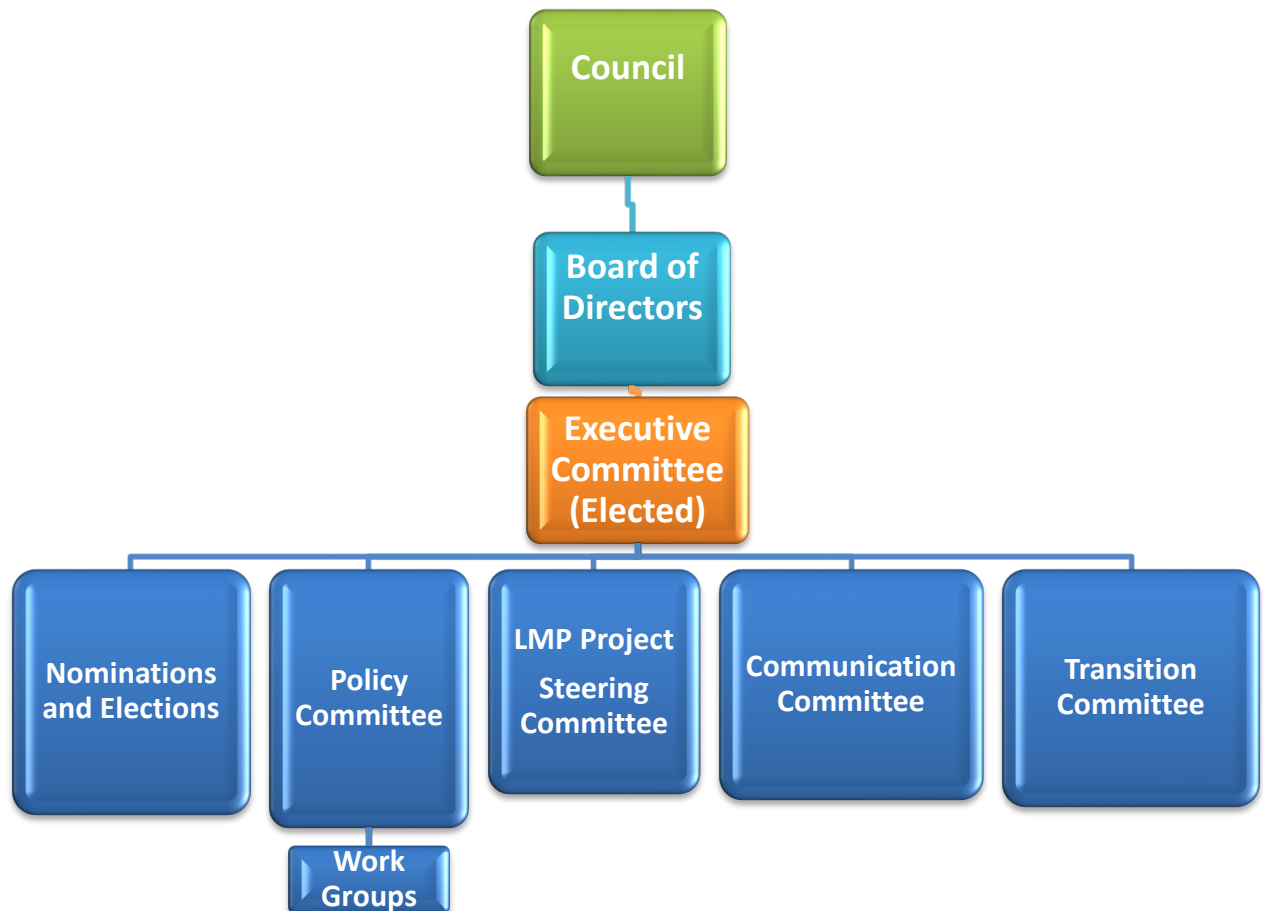 Council
Board of
Directors
Executive
Committee
(Elected)
Nominations
and Elections
Policy
Committee
LMP Project
Steering
Committee
Communication
Committee
Transition
Committee
Work
Groups